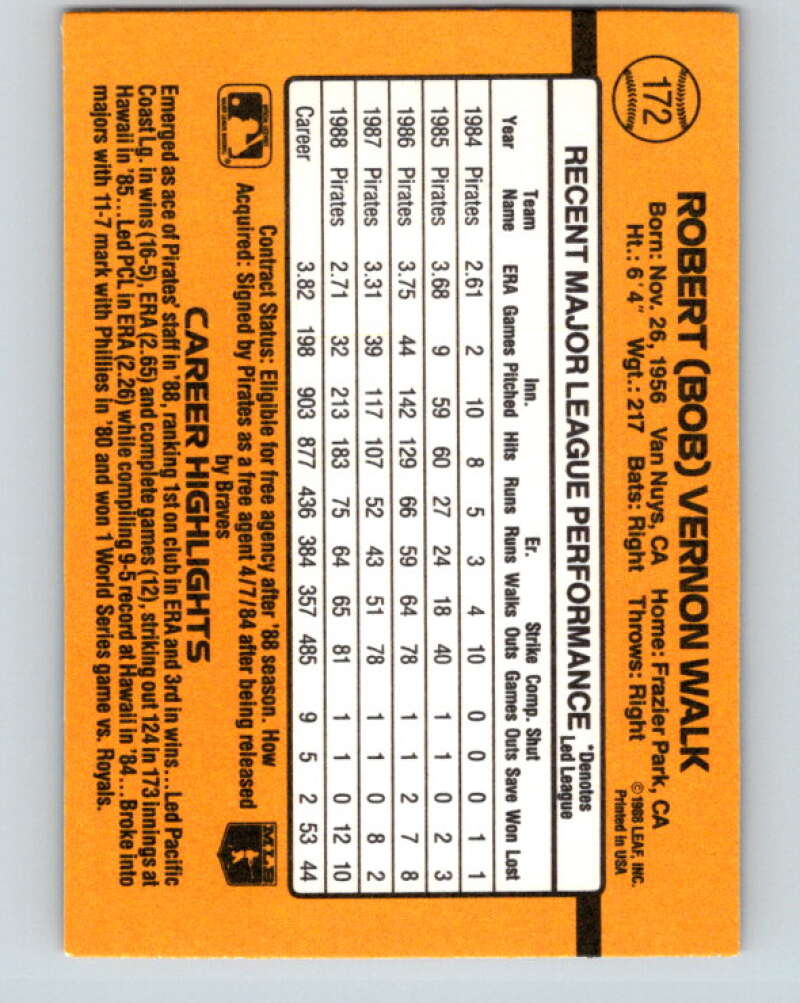 172
ROBERT (BOB) VERNON WALK
Born: Nov. 26, 1956 Van Nuys, CA Home: Frazier Park, CA
Ht.: 6'4" Wgt.: 217 Bats: Right Throws: Right
© 1988 LEAF, INC.
Printed in USA
RECENT MAJOR LEAGUE PERFORMANCE
*Denotes
Led League
Team Inn. Er. Strike Comp. Shut
Year Name ERA Games Pitched Hits Runs Runs Walks Outs Games Outs Save Won Lost
1984 Pirates 2.61 2 10 8 5 3 4 10 0 0 0 1 1
1985 Pirates 3.68 9 59 60 27 24 18 40 1 1 0 2 3
1986 Pirates 3.75 44 142 129 66 59 64 78 1 1 2 7 8
1987 Pirates 3.31 39 117 107 52 43 51 78 1 1 0 8 2
1988 Pirates 2.71 32 213 183 75 64 65 81 1 1 0 12 10
Career 3.82 198 903 877 436 384 357 485 9 5 2 53 44
Contract Status: Eligible for free agency after '88 season. How
Acquired: Signed by Pirates as a free agent 4/7/84 after being released
by Braves
MLB
CAREER HIGHLIGHTS
Emerged as ace of Pirates' staff in '88, ranking 1st on club in ERA and 3rd in wins...Led Pacific
Coast Lg. in wins (16-5), ERA (2.65) and complete games (12), striking out 124 in 173 innings at
Hawaii in '85...Led PCL in ERA (2.26) while compiling 9-5 record at Hawaii in '84...Broke into
majors with 11-7 mark with Phillies in '80 and won 1 World Series game vs. Royals.